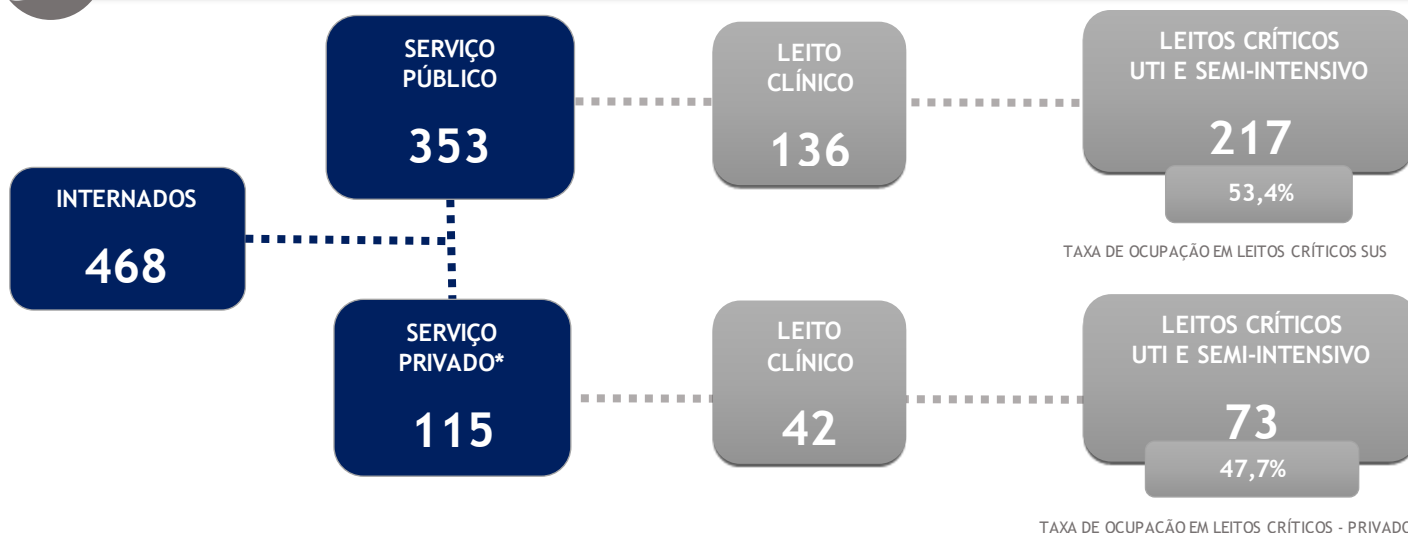 INTERNADOS
468
SERVIÇO
PÚBLICO
353
LEITO
CLÍNICO
136
LEITOS CRÍTICOS
UTI E SEMI-INTENSIVO
217
53,4%
TAXA DE OCUPAÇÃO EM LEITOS CRÍTICOS SUS
SERVIÇO
PRIVADO*
115
LEITO
CLÍNICO
42
LEITOS CRÍTICOS
UTI E SEMI-INTENSIVO
73
47,7%
TAXA DE OCUPAÇÃO EM LEITOS CRÍTICOS - PRIVADO